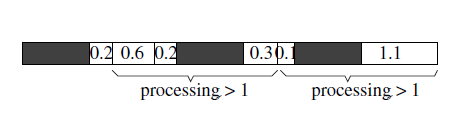 0.2 0.6 0.2 0.3 0.1 1.1
processing > 1 processing > 1